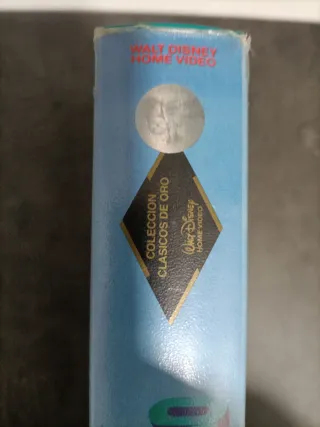 WALT DISNEY
HOME VIDEO
COLECCION
CLASICOS DE ORO
Walt Disney
HOME VIDEO